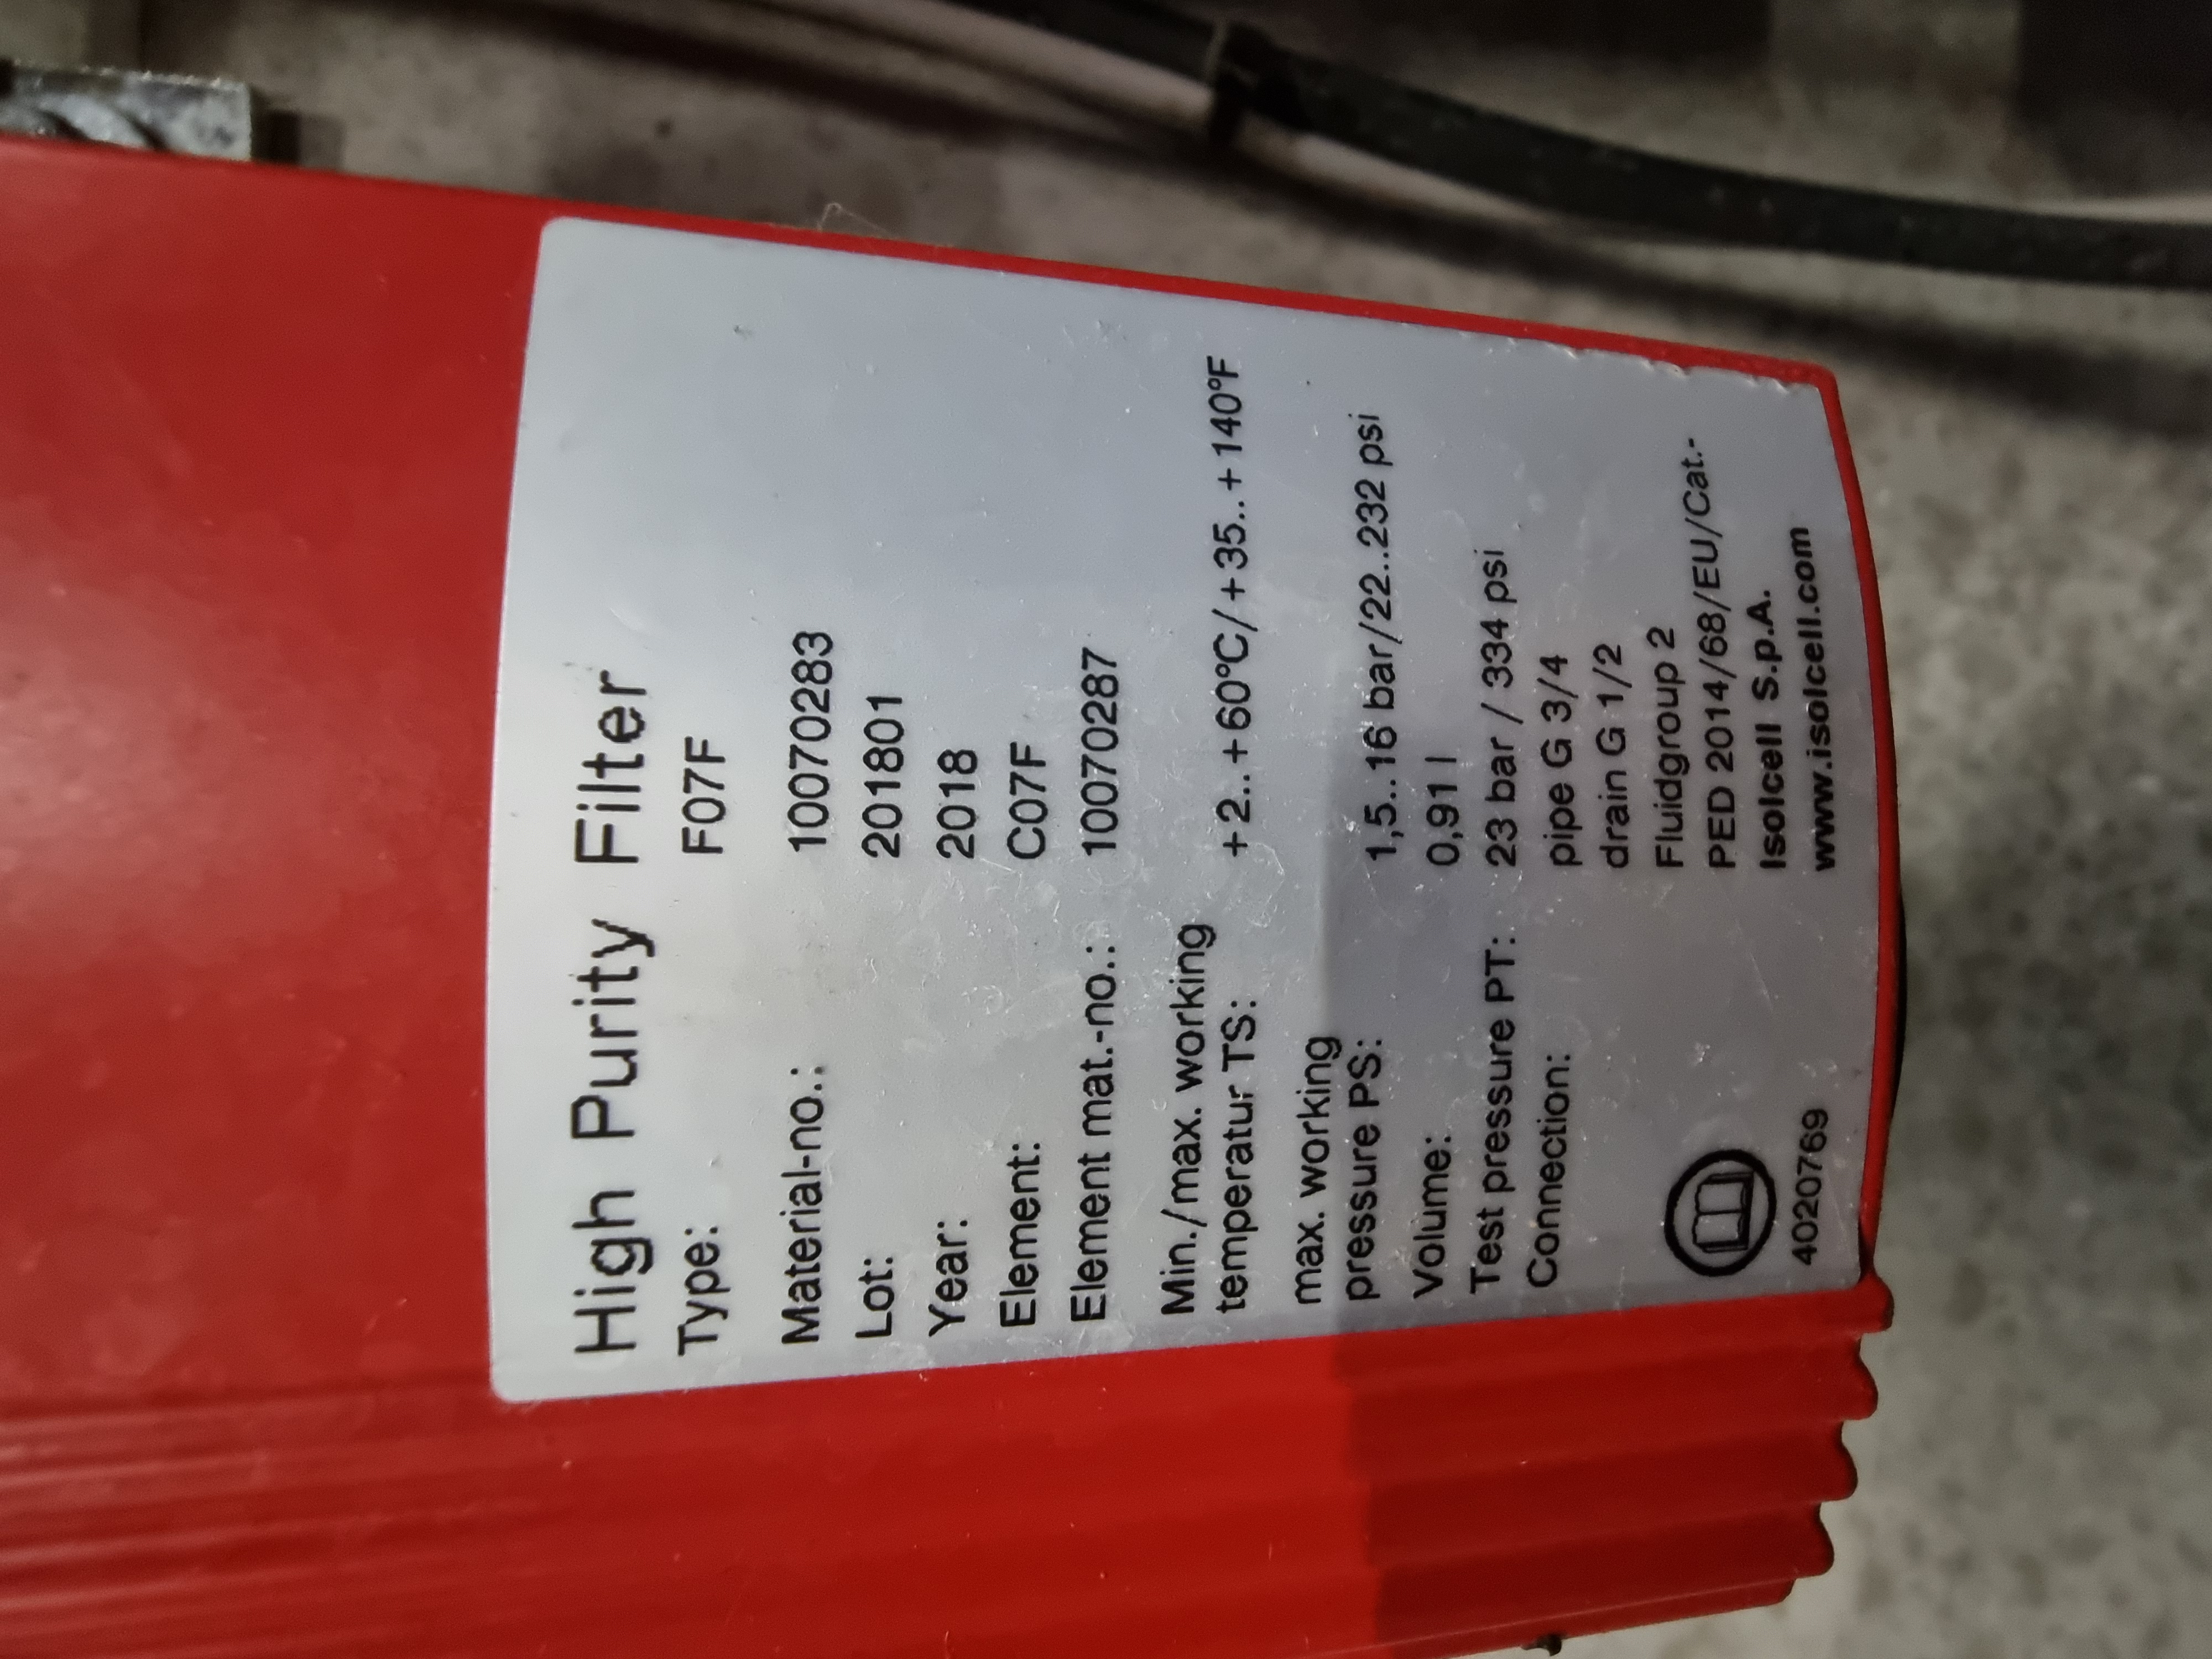 High Purity Filter
Type: F07F
Material-no.: 10070283
Lot: 201801
Year: 2018
Element: C07F
Element mat.-no.: 10070287
Min./max. working
temperatur TS: +2..+60°C/+35..+140°F
max. working
pressure PS: 1,5..16 bar/22..232 psi
Volume: 0,91 l
Test pressure PT: 23 bar / 334 psi
Connection: pipe G 3/4
drain G 1/2
Fluidgroup 2
PED 2014/68/EU/Cat.-
Isolcell S.p.A.
www.isolcell.com
4020769